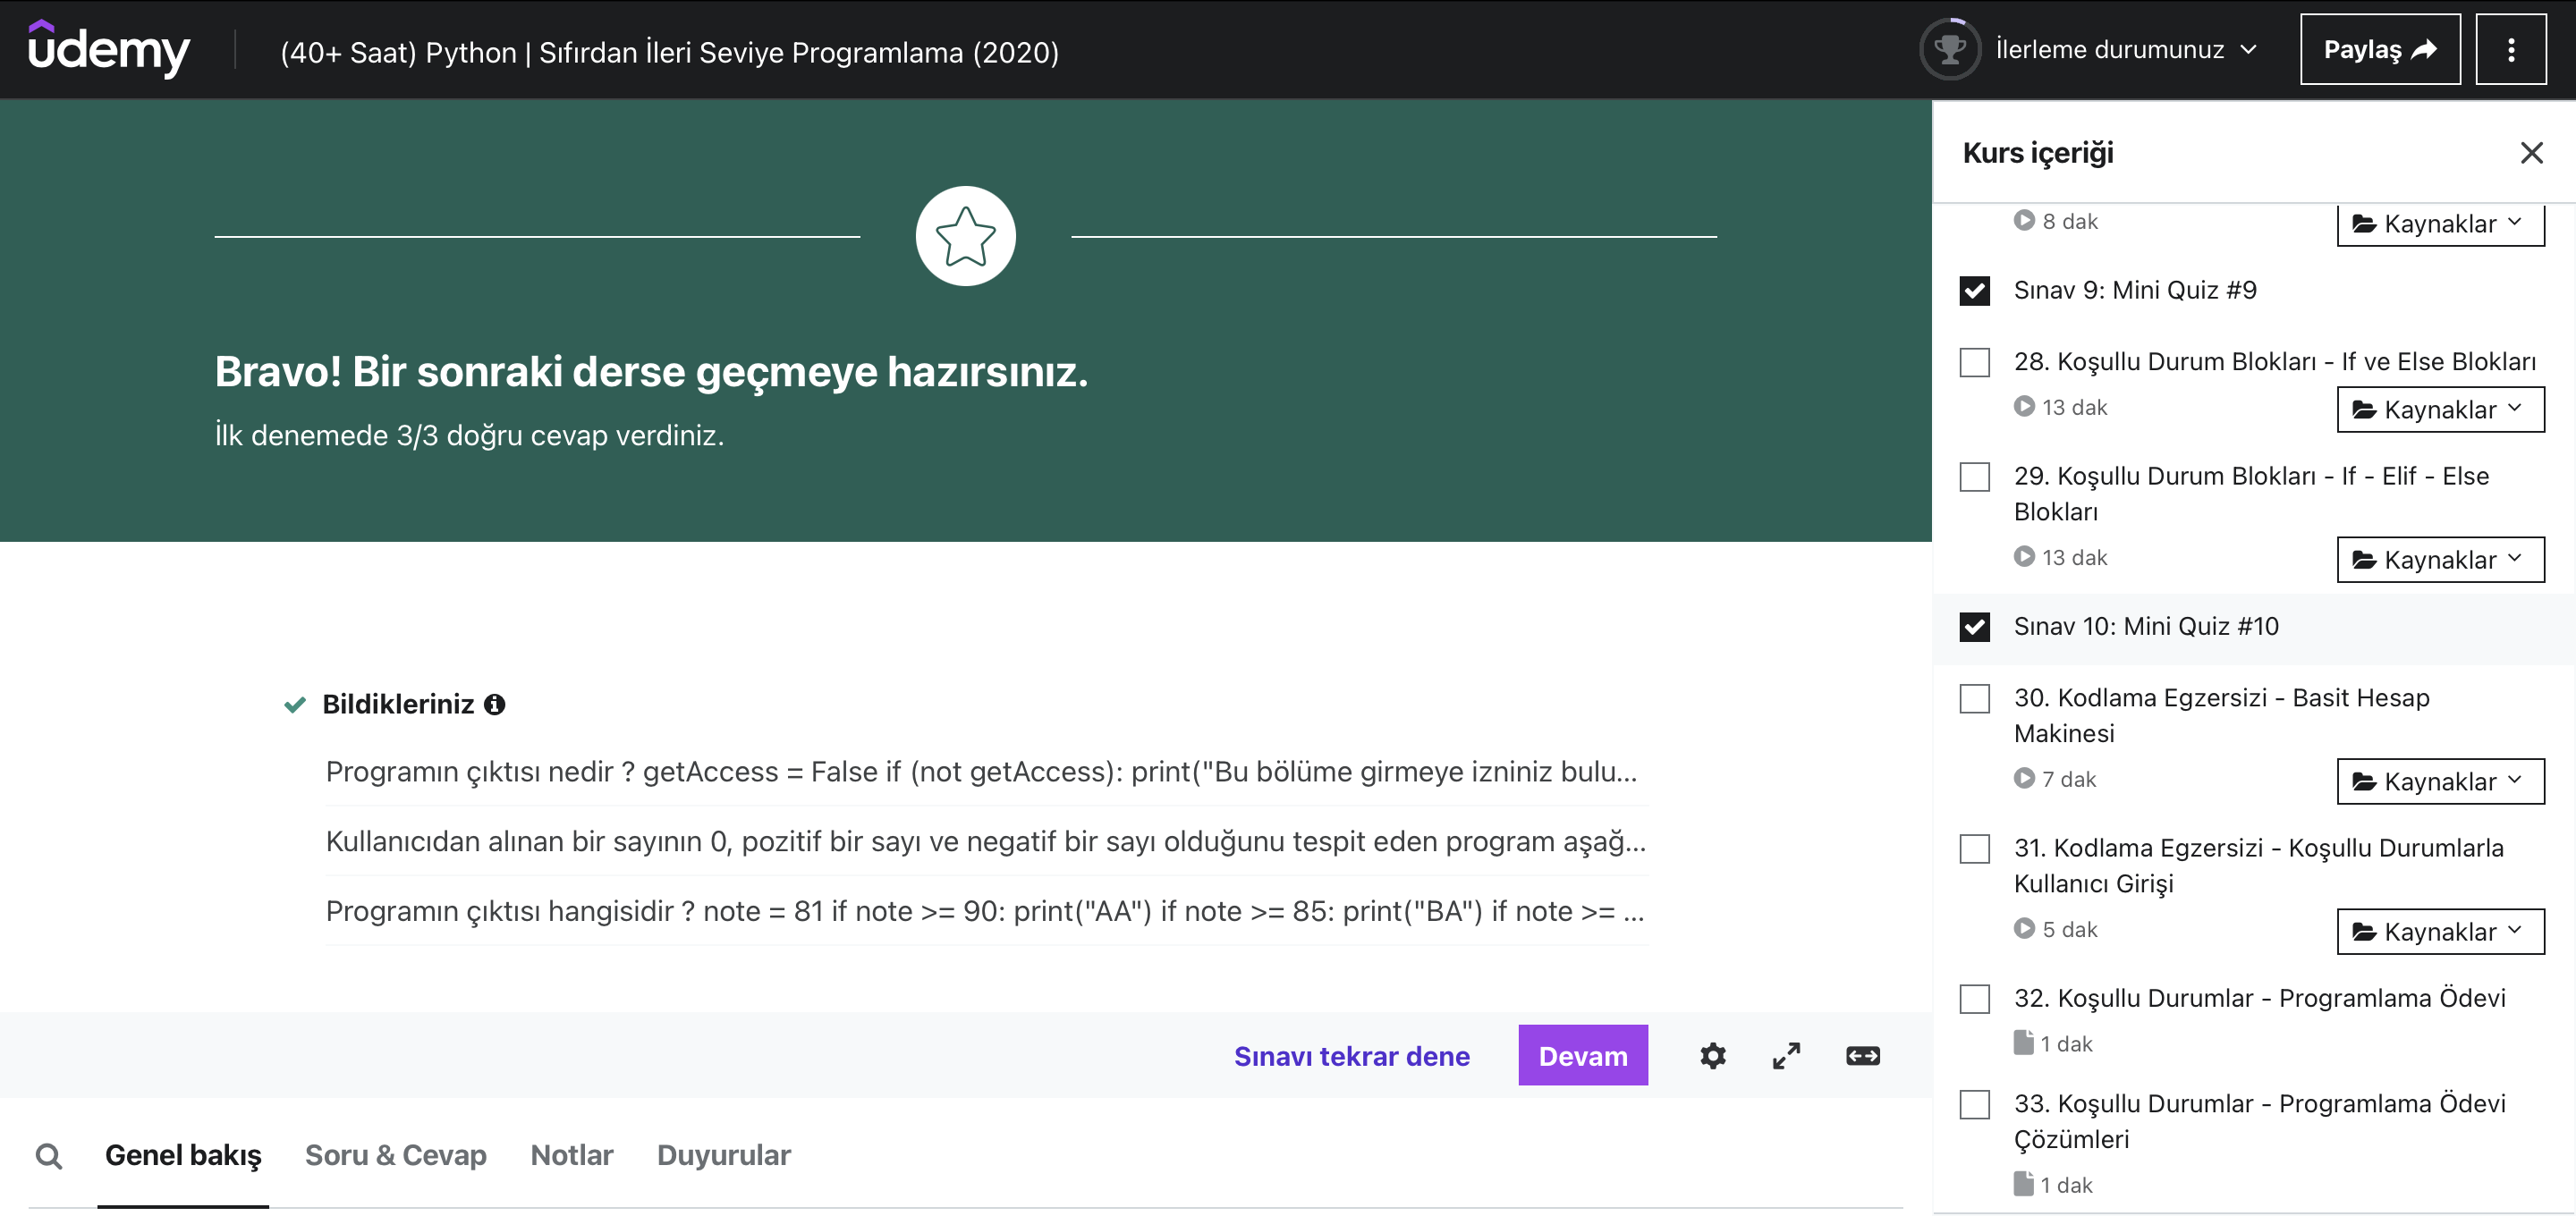 udemy
(40+ Saat) Python | Sıfırdan İleri Seviye Programlama (2020)
İlerleme durumunuz
Paylaş
Bravo! Bir sonraki derse geçmeye hazırsınız.
İlk denemede 3/3 doğru cevap verdiniz.
Bildikleriniz
Programın çıktısı nedir ? getAccess = False if (not getAccess): print("Bu bölüme girmeye izniniz bulu...
Kullanıcıdan alınan bir sayının 0, pozitif bir sayı ve negatif bir sayı olduğunu tespit eden program aşağ...
Programın çıktısı hangisidir ? note = 81 if note >= 90: print("AA") if note >= 85: print("BA") if note >= ...
Sınavı tekrar dene
Devam
Genel bakış
Soru & Cevap
Notlar
Duyurular
Kurs içeriği
8 dak
Kaynaklar
Sınav 9: Mini Quiz #9
28. Koşullu Durum Blokları - If ve Else Blokları
13 dak
Kaynaklar
29. Koşullu Durum Blokları - If - Elif - Else
Blokları
13 dak
Kaynaklar
Sınav 10: Mini Quiz #10
30. Kodlama Egzersizi - Basit Hesap
Makinesi
7 dak
Kaynaklar
31. Kodlama Egzersizi - Koşullu Durumlarla
Kullanıcı Girişi
5 dak
Kaynaklar
32. Koşullu Durumlar - Programlama Ödevi
1 dak
33. Koşullu Durumlar - Programlama Ödevi
Çözümleri
1 dak